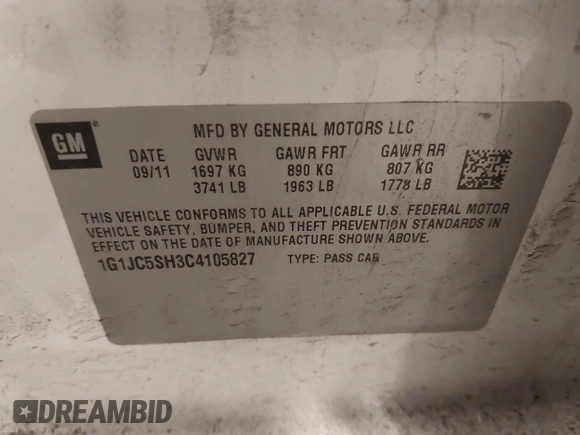 GM
MFD BY GENERAL MOTORS LLC
DATE GVWR GAWR FRT GAWR RR
09/11 1697 KG 890 KG 807 KG
3741 LB 1963 LB 1778 LB
THIS VEHICLE CONFORMS TO ALL APPLICABLE U.S. FEDERAL MOTOR
VEHICLE SAFETY, BUMPER, AND THEFT PREVENTION STANDARDS IN
EFFECT ON THE DATE OF MANUFACTURE SHOWN ABOVE.
1G1JC5SH3C4105827 TYPE: PASS CAR
DREAMBID